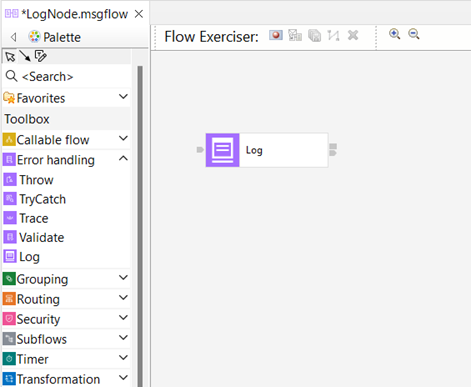 *LogNode.msgflow
Palette
Flow Exerciser:
<Search>
Favorites
Toolbox
Callable flow
Error handling
Throw
TryCatch
Trace
Validate
Log
Grouping
Routing
Security
Subflows
Timer
Transformation
Log